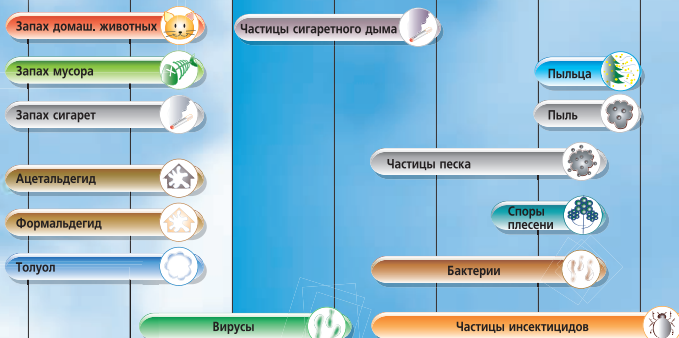 Запах домаш. животных
Частицы сигаретного дыма
Запах мусора
Пыльца
Запах сигарет
Пыль
Частицы песка
Ацетальдегид
Споры
плесени
Формальдегид
Толуол
Бактерии
Вирусы
Частицы инсектицидов